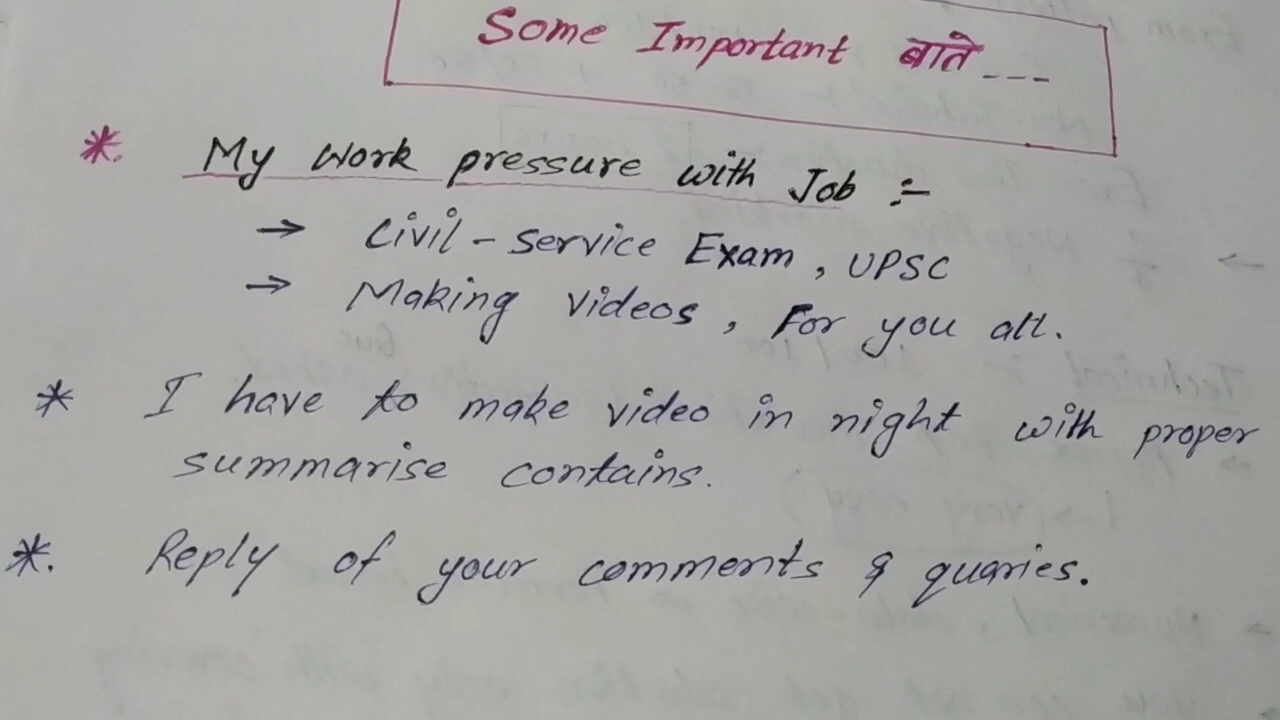 Some Important बाते ---
*. My work pressure with Job :-
→ Civil - Service Exam, UPSC
→ Making Videos, For you all.
* I have to make video in night with proper
summarise contains.
*. Reply of your comments & quaries.